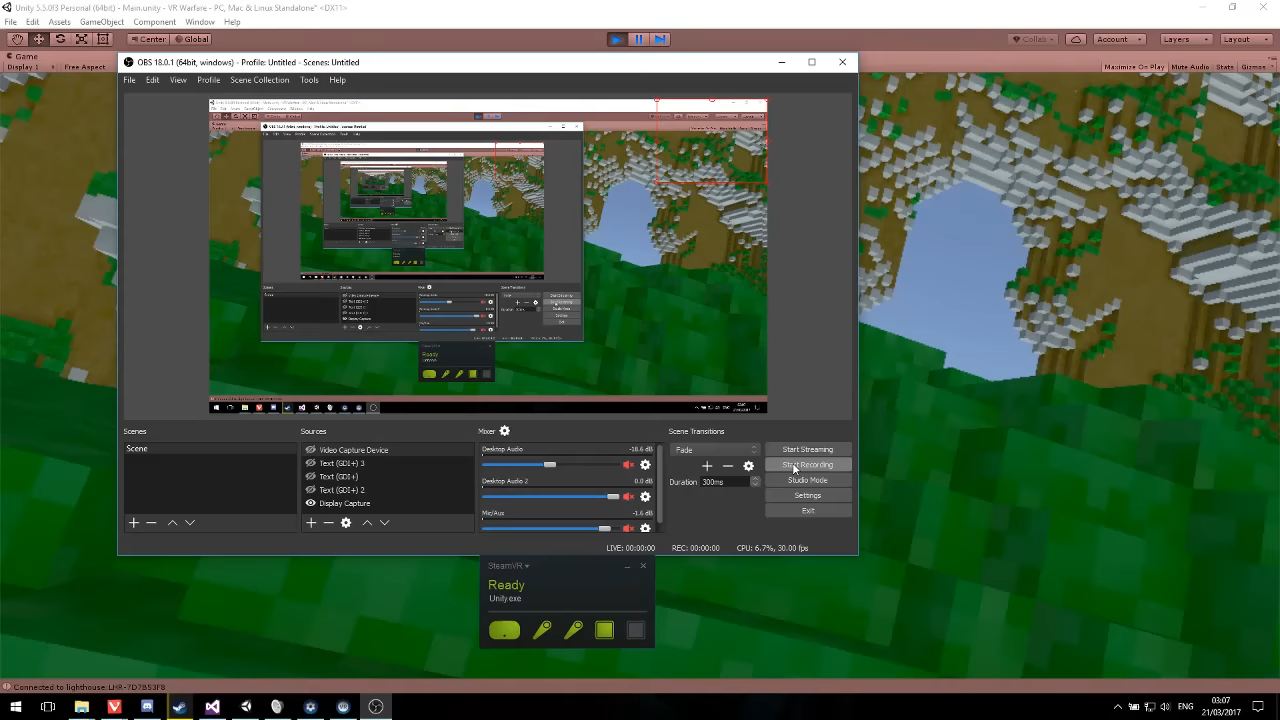 Unity 5.5.0f3 Personal (64bit) - Main.unity - VR Warfare - PC, Mac & Linux Standalone* <DX11>
File Edit Assets GameObject Component Window Help
Center Global Collab Account Layers Layout
Game
Display 1 Free Aspect Maximize On Play Mute Audio Stats Gizmos
OBS 18.0.1 (64bit, windows) - Profile: Untitled - Scenes: Untitled
File Edit View Profile Scene Collection Tools Help
Scenes Sources Mixer Scene Transitions
Scene
Video Capture Device
Text (GDI+) 3
Text (GDI+)
Text (GDI+) 2
Display Capture
Desktop Audio -18.6 dB
Desktop Audio 2 0.0 dB
Mic/Aux -1.6 dB
Fade
Duration 300ms
Start Streaming
Start Recording
Studio Mode
Settings
Exit
LIVE: 00:00:00 REC: 00:00:00 CPU: 6.7%, 30.00 fps
SteamVR
Ready
Unity.exe
Connected to lighthouse:LHR-7D7B53F8
ENG
03:07
21/03/2017